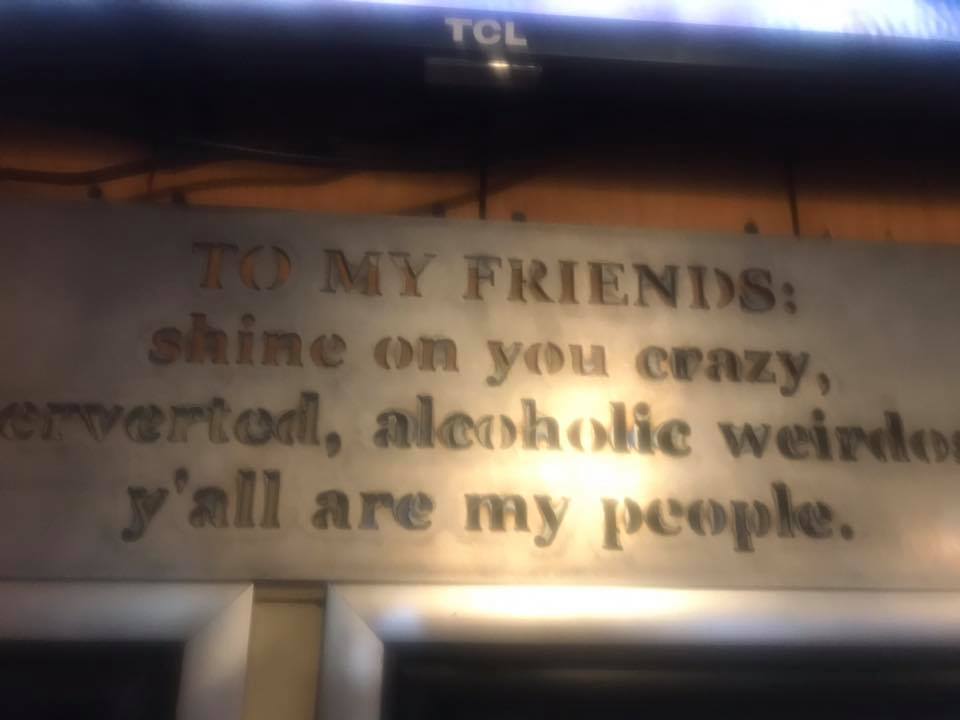 TCL
TO MY FRIENDS:
shine on you crazy,
erverted, alcoholic weirdo
y'all are my people.